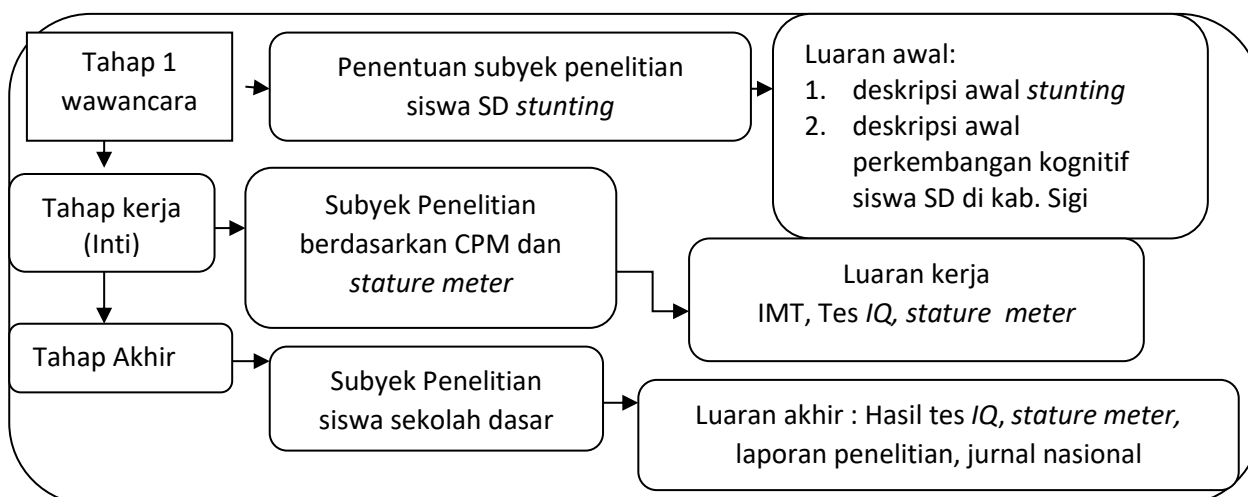 Tahap 1
wawancara
Penentuan subyek penelitian
siswa SD stunting
Luaran awal:
1. deskripsi awal stunting
2. deskripsi awal
perkembangan kognitif
siswa SD di kab. Sigi
Tahap kerja
(Inti)
Subyek Penelitian
berdasarkan CPM dan
stature meter
Luaran kerja
IMT, Tes IQ, stature meter
Tahap Akhir
Subyek Penelitian
siswa sekolah dasar
Luaran akhir : Hasil tes IQ, stature meter,
laporan penelitian, jurnal nasional